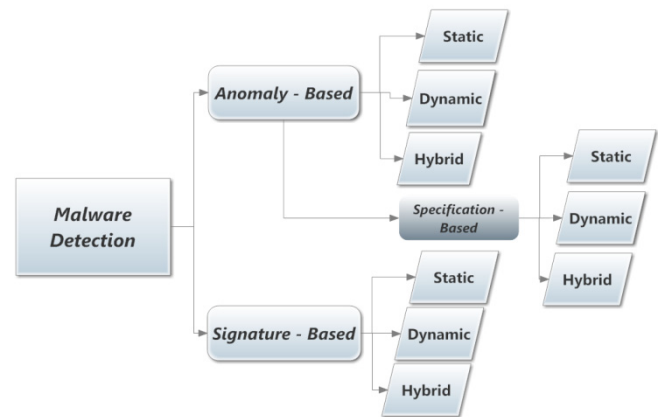 Malware
Detection
Anomaly - Based
Static
Dynamic
Hybrid
Specification -
Based
Static
Dynamic
Hybrid
Signature - Based
Static
Dynamic
Hybrid